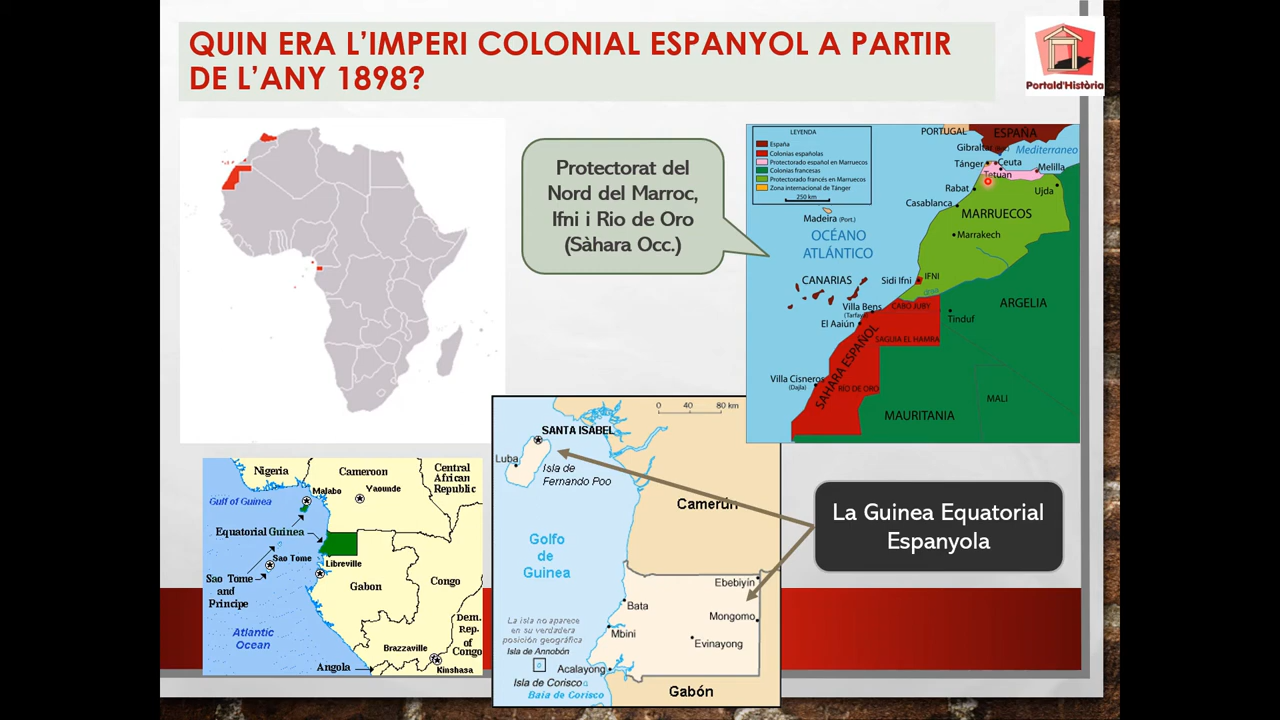 QUIN ERA L’IMPERI COLONIAL ESPANYOL A PARTIR
DE L’ANY 1898?
Portald'Història
Protectorat del
Nord del Marroc,
Ifni i Rio de Oro
(Sàhara Occ.)
LEYENDA
España
Colonias españolas
Protectorado español en Marruecos
Colonias francesas
Protectorado francés en Marruecos
Zona internacional de Tánger
250 km
PORTUGAL
ESPAÑA
Gibraltar
Mediterraneo
Tánger
Ceuta
Tetuan
Melilla
Rabat
Ujda
Casablanca
Madeira (Port.)
MARRUECOS
OCÉANO
ATLÁNTICO
Marrakech
CANARIAS
Sidi Ifni
IFNI
Villa Bens
(Tarfaya)
CABO JUBY
ARGELIA
El Aaiún
Tinduf
SAGUIA EL HAMRA
SAHARA ESPAÑOL
Villa Cisneros
(Dajla)
RIO DE ORO
MALI
MAURITANIA
0 40 80 km
SANTA ISABEL
Luba
Isla de
Fernando Poo
Camerún
Golfo
de
Guinea
Ebebiyín
Bata
Mongomo
Mbini
Evinayong
La isla no aparece
en su verdadera
posición geográfica
Isla de Annobón
Acalayong
Isla de Corisco
Baía de Corisco
Gabón
La Guinea Equatorial
Espanyola
Nigeria
Cameroon
Central
African
Republic
Gulf of Guinea
Malabo
Yaounde
Equatorial Guinea
Sao Tome
Libreville
Sao Tome
and
Principe
Gabon
Congo
Atlantic
Ocean
Dem.
Rep.
of
Congo
Brazzaville
Angola
Kinshasa